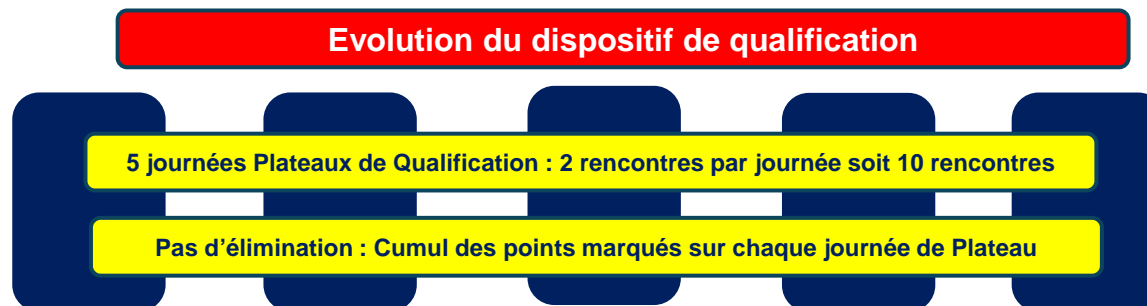 Evolution du dispositif de qualification
5 journées Plateaux de Qualification : 2 rencontres par journée soit 10 rencontres
Pas d’élimination : Cumul des points marqués sur chaque journée de Plateau